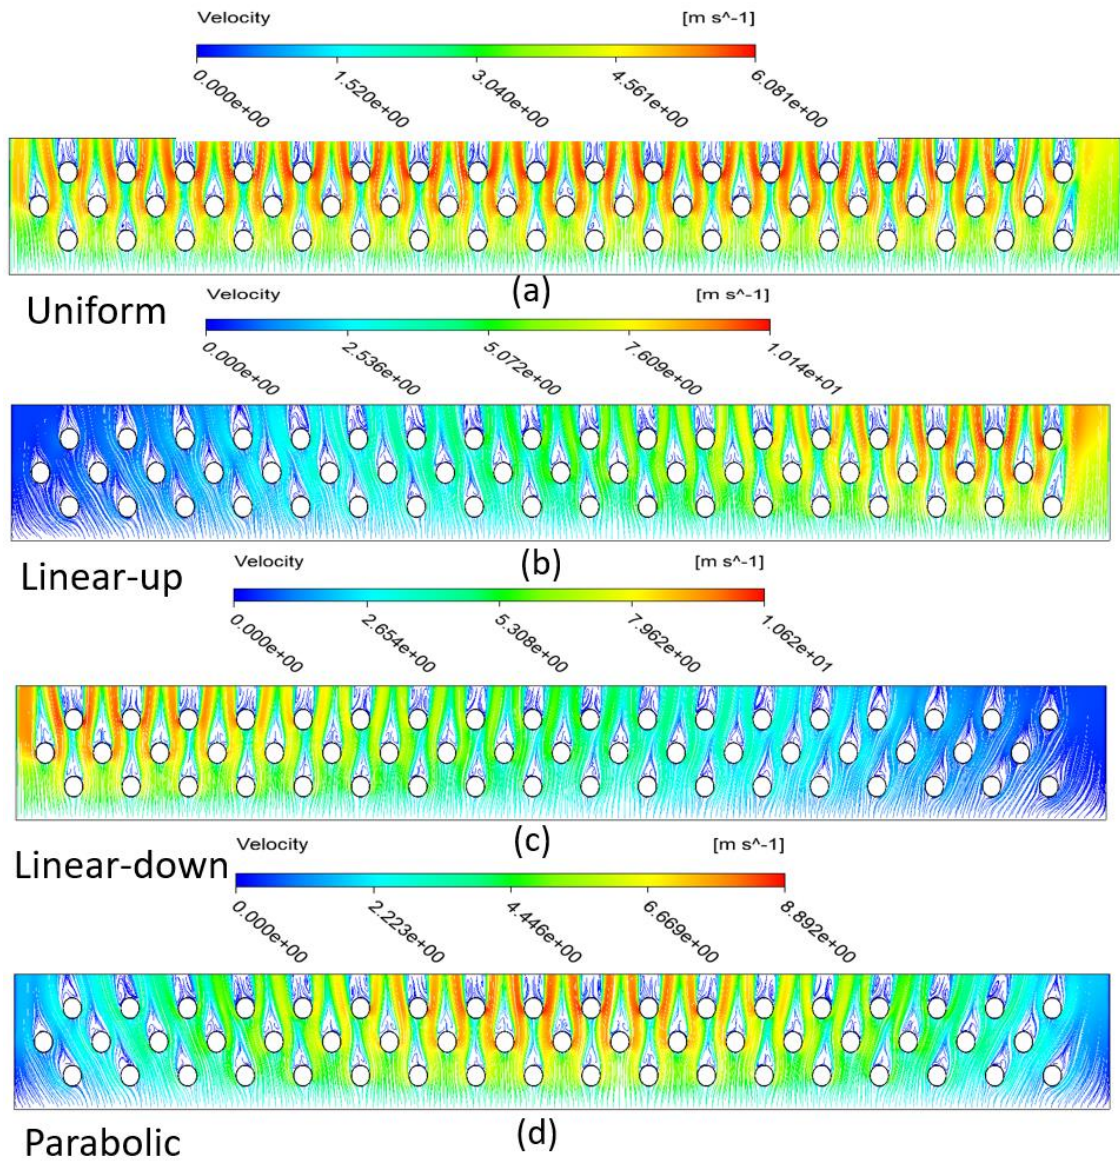 Velocity [m s^-1]
0.000e+00 1.520e+00 3.040e+00 4.561e+00 6.081e+00
(a)
Uniform
Velocity [m s^-1]
0.000e+00 2.536e+00 5.072e+00 7.609e+00 1.014e+01
(b)
Linear-up
Velocity [m s^-1]
0.000e+00 2.654e+00 5.308e+00 7.962e+00 1.062e+01
(c)
Linear-down
Velocity [m s^-1]
0.000e+00 2.223e+00 4.446e+00 6.669e+00 8.892e+00
(d)
Parabolic